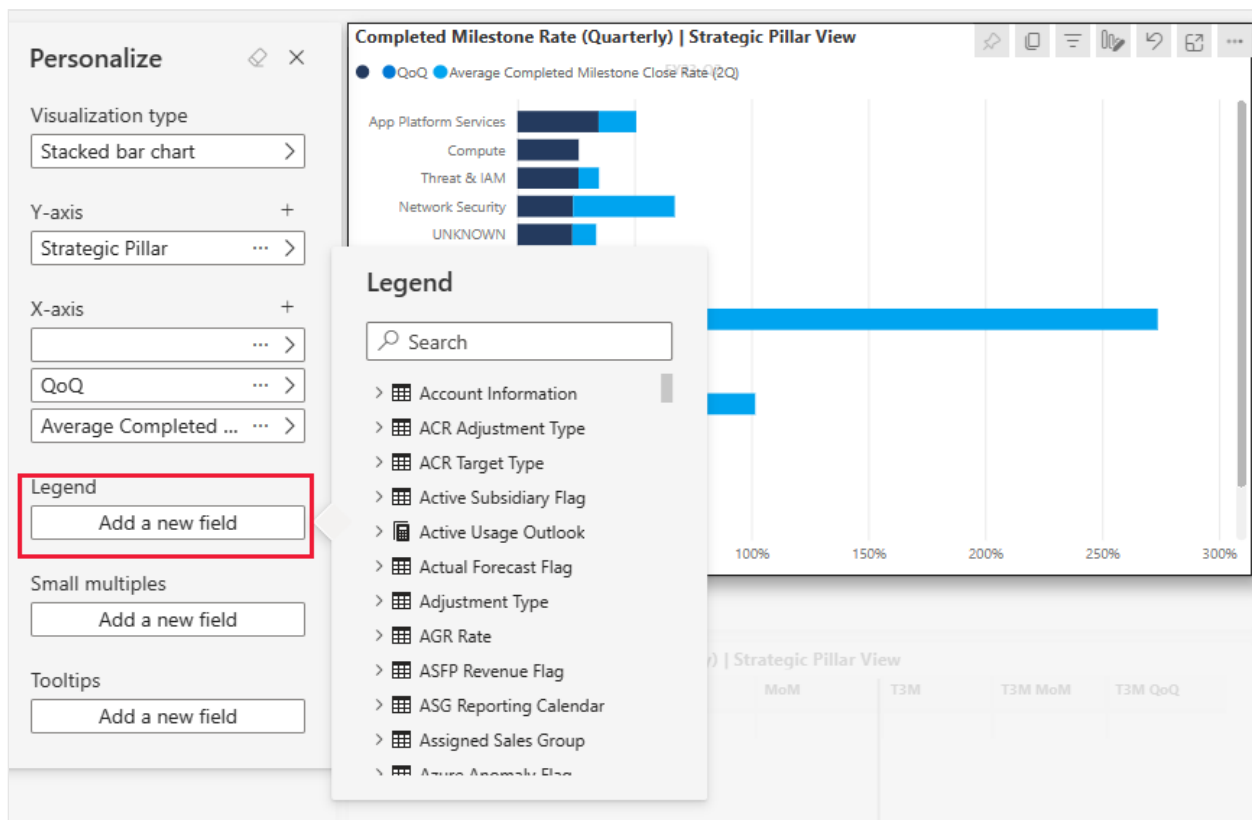 Personalize
Visualization type
Stacked bar chart
Y-axis
Strategic Pillar
X-axis
QoQ
Average Completed ...
Legend
Add a new field
Small multiples
Add a new field
Tooltips
Add a new field
Completed Milestone Rate (Quarterly) | Strategic Pillar View
QoQ Average Completed Milestone Close Rate (2Q)
App Platform Services
Compute
Threat & IAM
Network Security
UNKNOWN
Legend
Search
Account Information
ACR Adjustment Type
ACR Target Type
Active Subsidiary Flag
Active Usage Outlook
Actual Forecast Flag
Adjustment Type
AGR Rate
ASFP Revenue Flag
ASG Reporting Calendar
Assigned Sales Group
Azure Anomaly Flag
100% 150% 200% 250% 300%
) | Strategic Pillar View
MoM T3M T3M MoM T3M QoQ